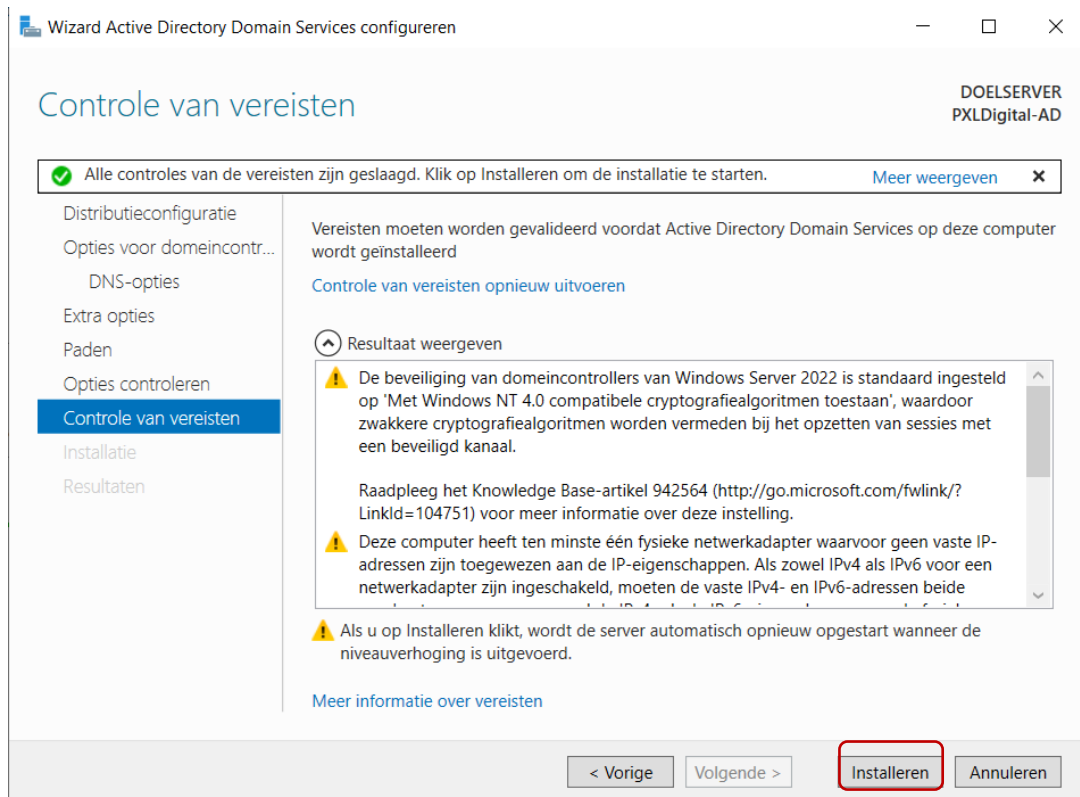 Wizard Active Directory Domain Services configureren
Controle van vereisten
DOELSERVER
PXLDigital-AD
Alle controles van de vereisten zijn geslaagd. Klik op Installeren om de installatie te starten.
Meer weergeven
Distributieconfiguratie
Opties voor domeincontr...
DNS-opties
Extra opties
Paden
Opties controleren
Controle van vereisten
Installatie
Resultaten
Vereisten moeten worden gevalideerd voordat Active Directory Domain Services op deze computer
wordt geïnstalleerd
Controle van vereisten opnieuw uitvoeren
Resultaat weergeven
De beveiliging van domeincontrollers van Windows Server 2022 is standaard ingesteld
op 'Met Windows NT 4.0 compatibele cryptografiealgoritmen toestaan', waardoor
zwakkere cryptografiealgoritmen worden vermeden bij het opzetten van sessies met
een beveiligd kanaal.
Raadpleeg het Knowledge Base-artikel 942564 (http://go.microsoft.com/fwlink/?
LinkId=104751) voor meer informatie over deze instelling.
Deze computer heeft ten minste één fysieke netwerkadapter waarvoor geen vaste IP-
adressen zijn toegewezen aan de IP-eigenschappen. Als zowel IPv4 als IPv6 voor een
netwerkadapter zijn ingeschakeld, moeten de vaste IPv4- en IPv6-adressen beide
Als u op Installeren klikt, wordt de server automatisch opnieuw opgestart wanneer de
niveauverhoging is uitgevoerd.
Meer informatie over vereisten
< Vorige
Volgende >
Installeren
Annuleren